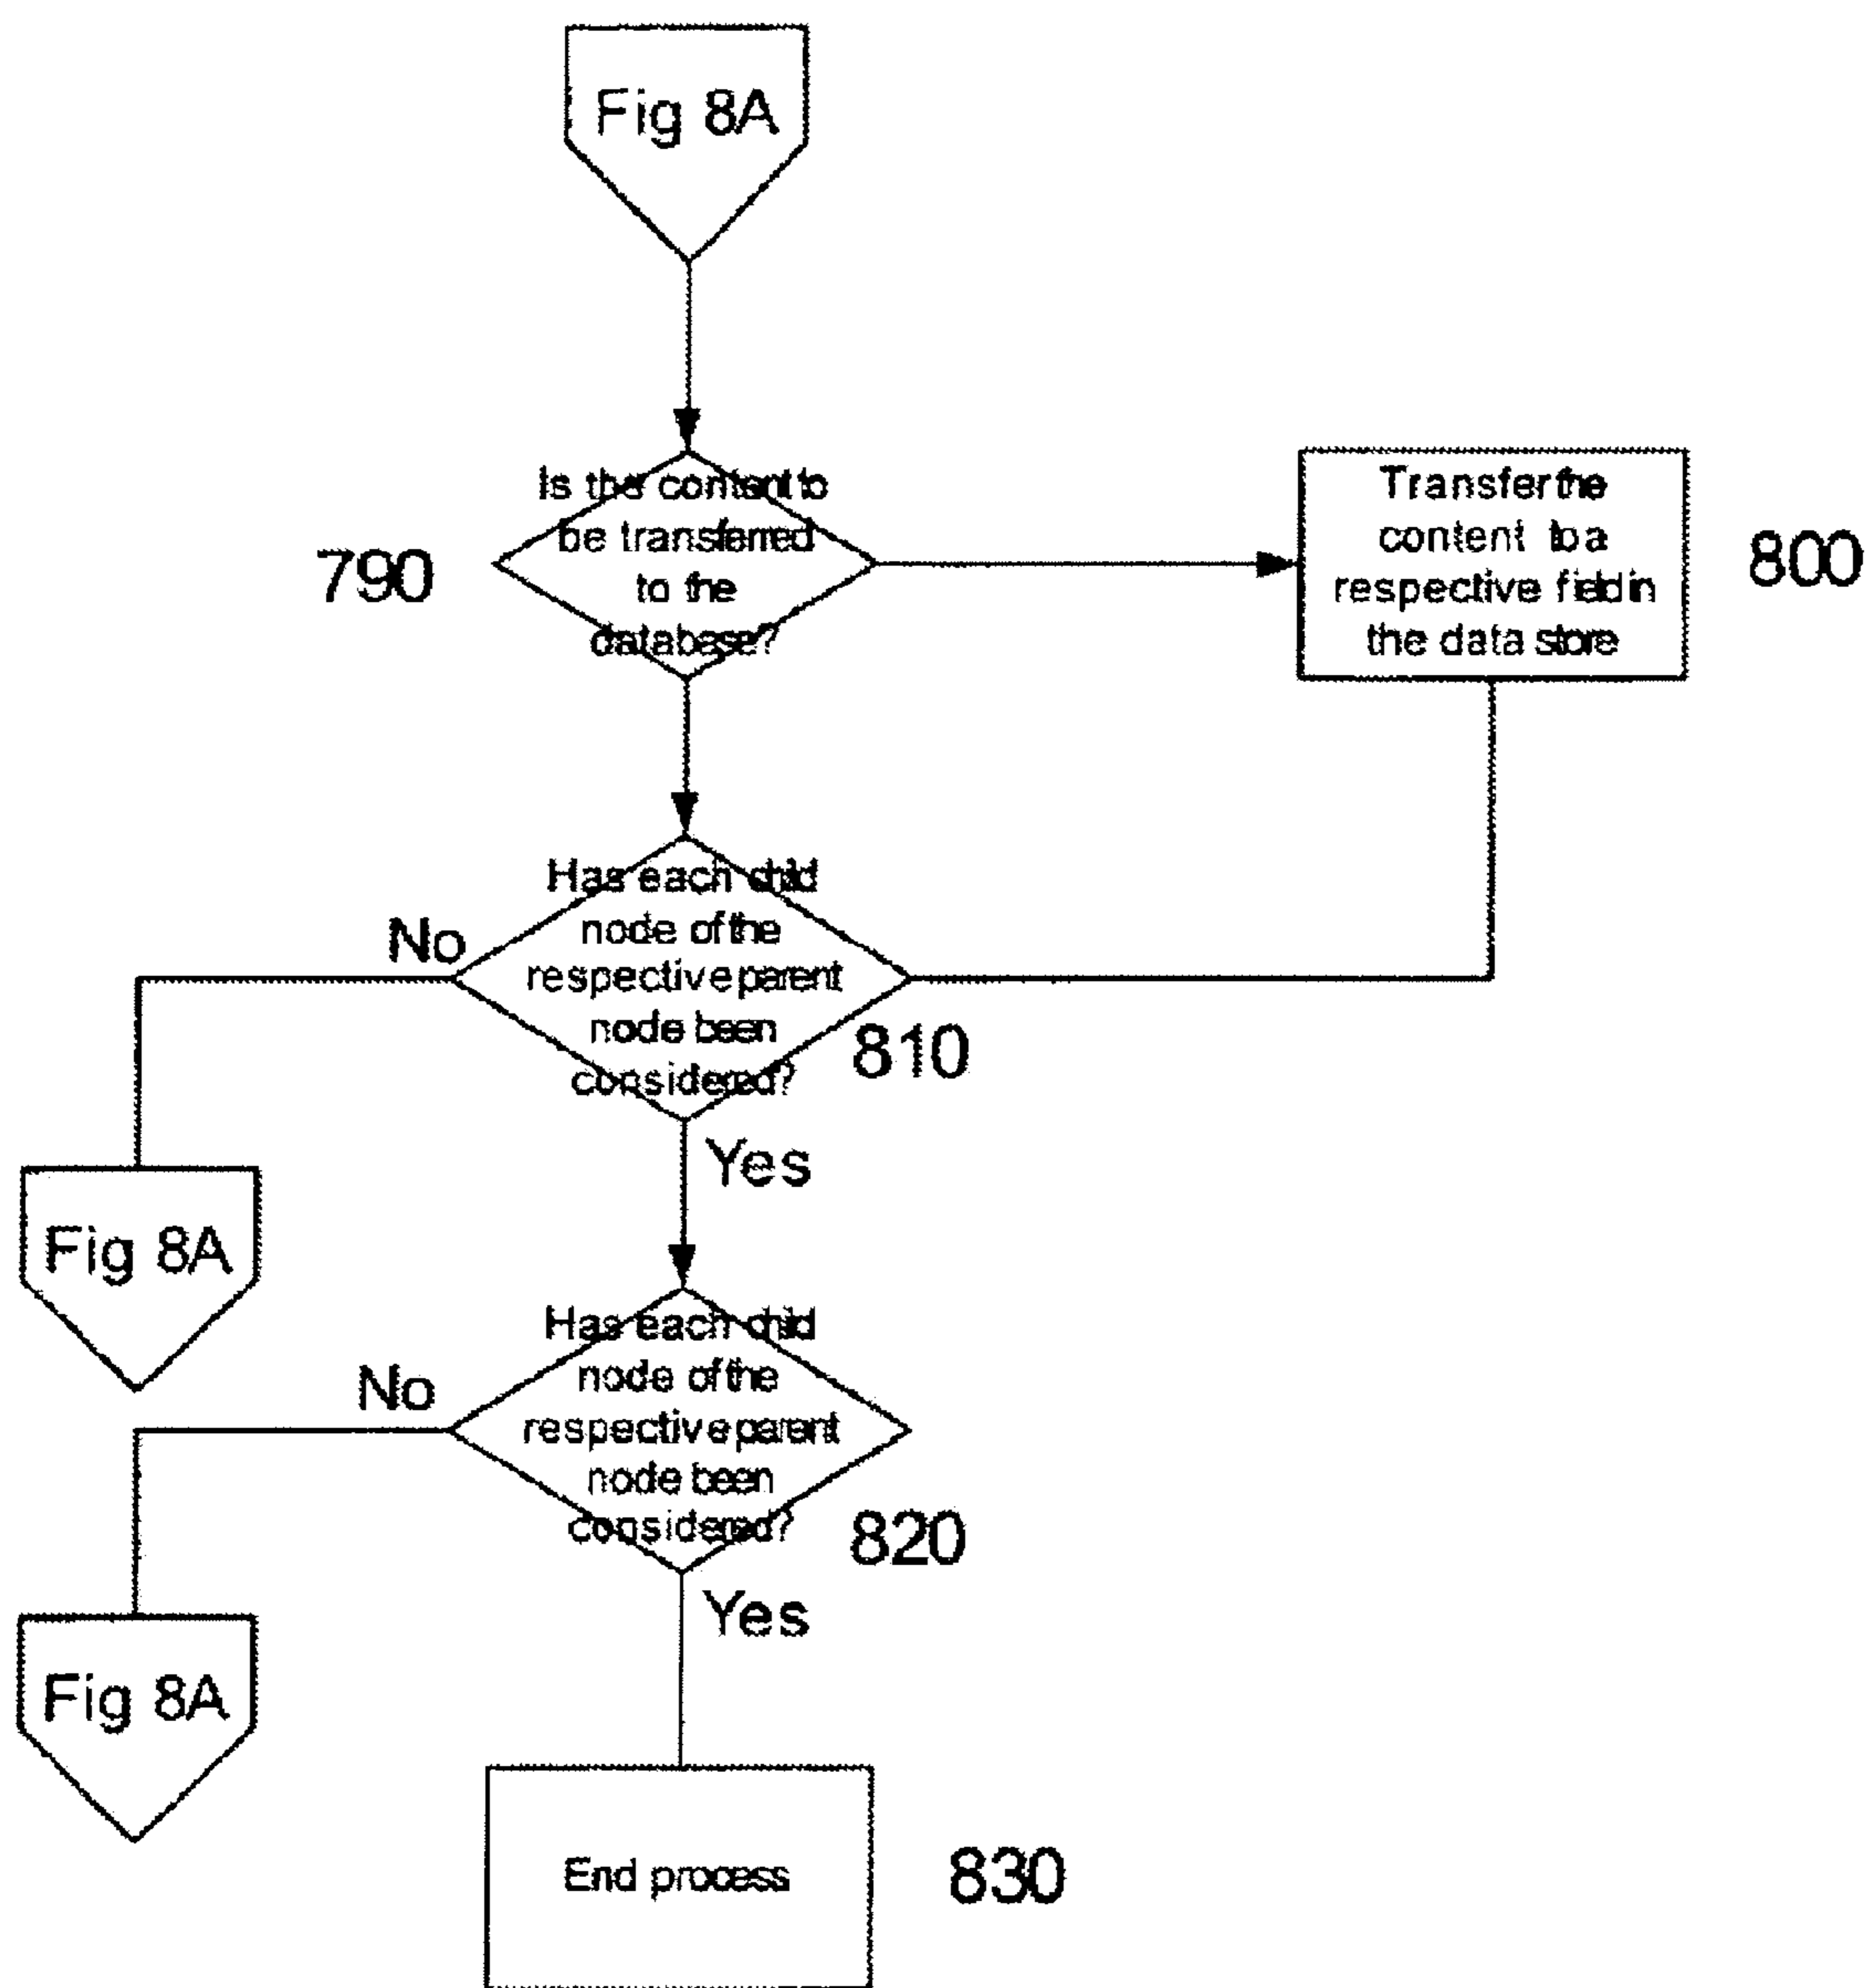 Fig 8A
Is the content to
be transferred
to the
database?
790
Transfer the
content to a
respective field in
the data store
800
Has each child
node of the
respective parent
node been
considered?
No
810
Yes
Fig 8A
Has each child
node of the
respective parent
node been
considered?
No
820
Yes
Fig 8A
End process
830